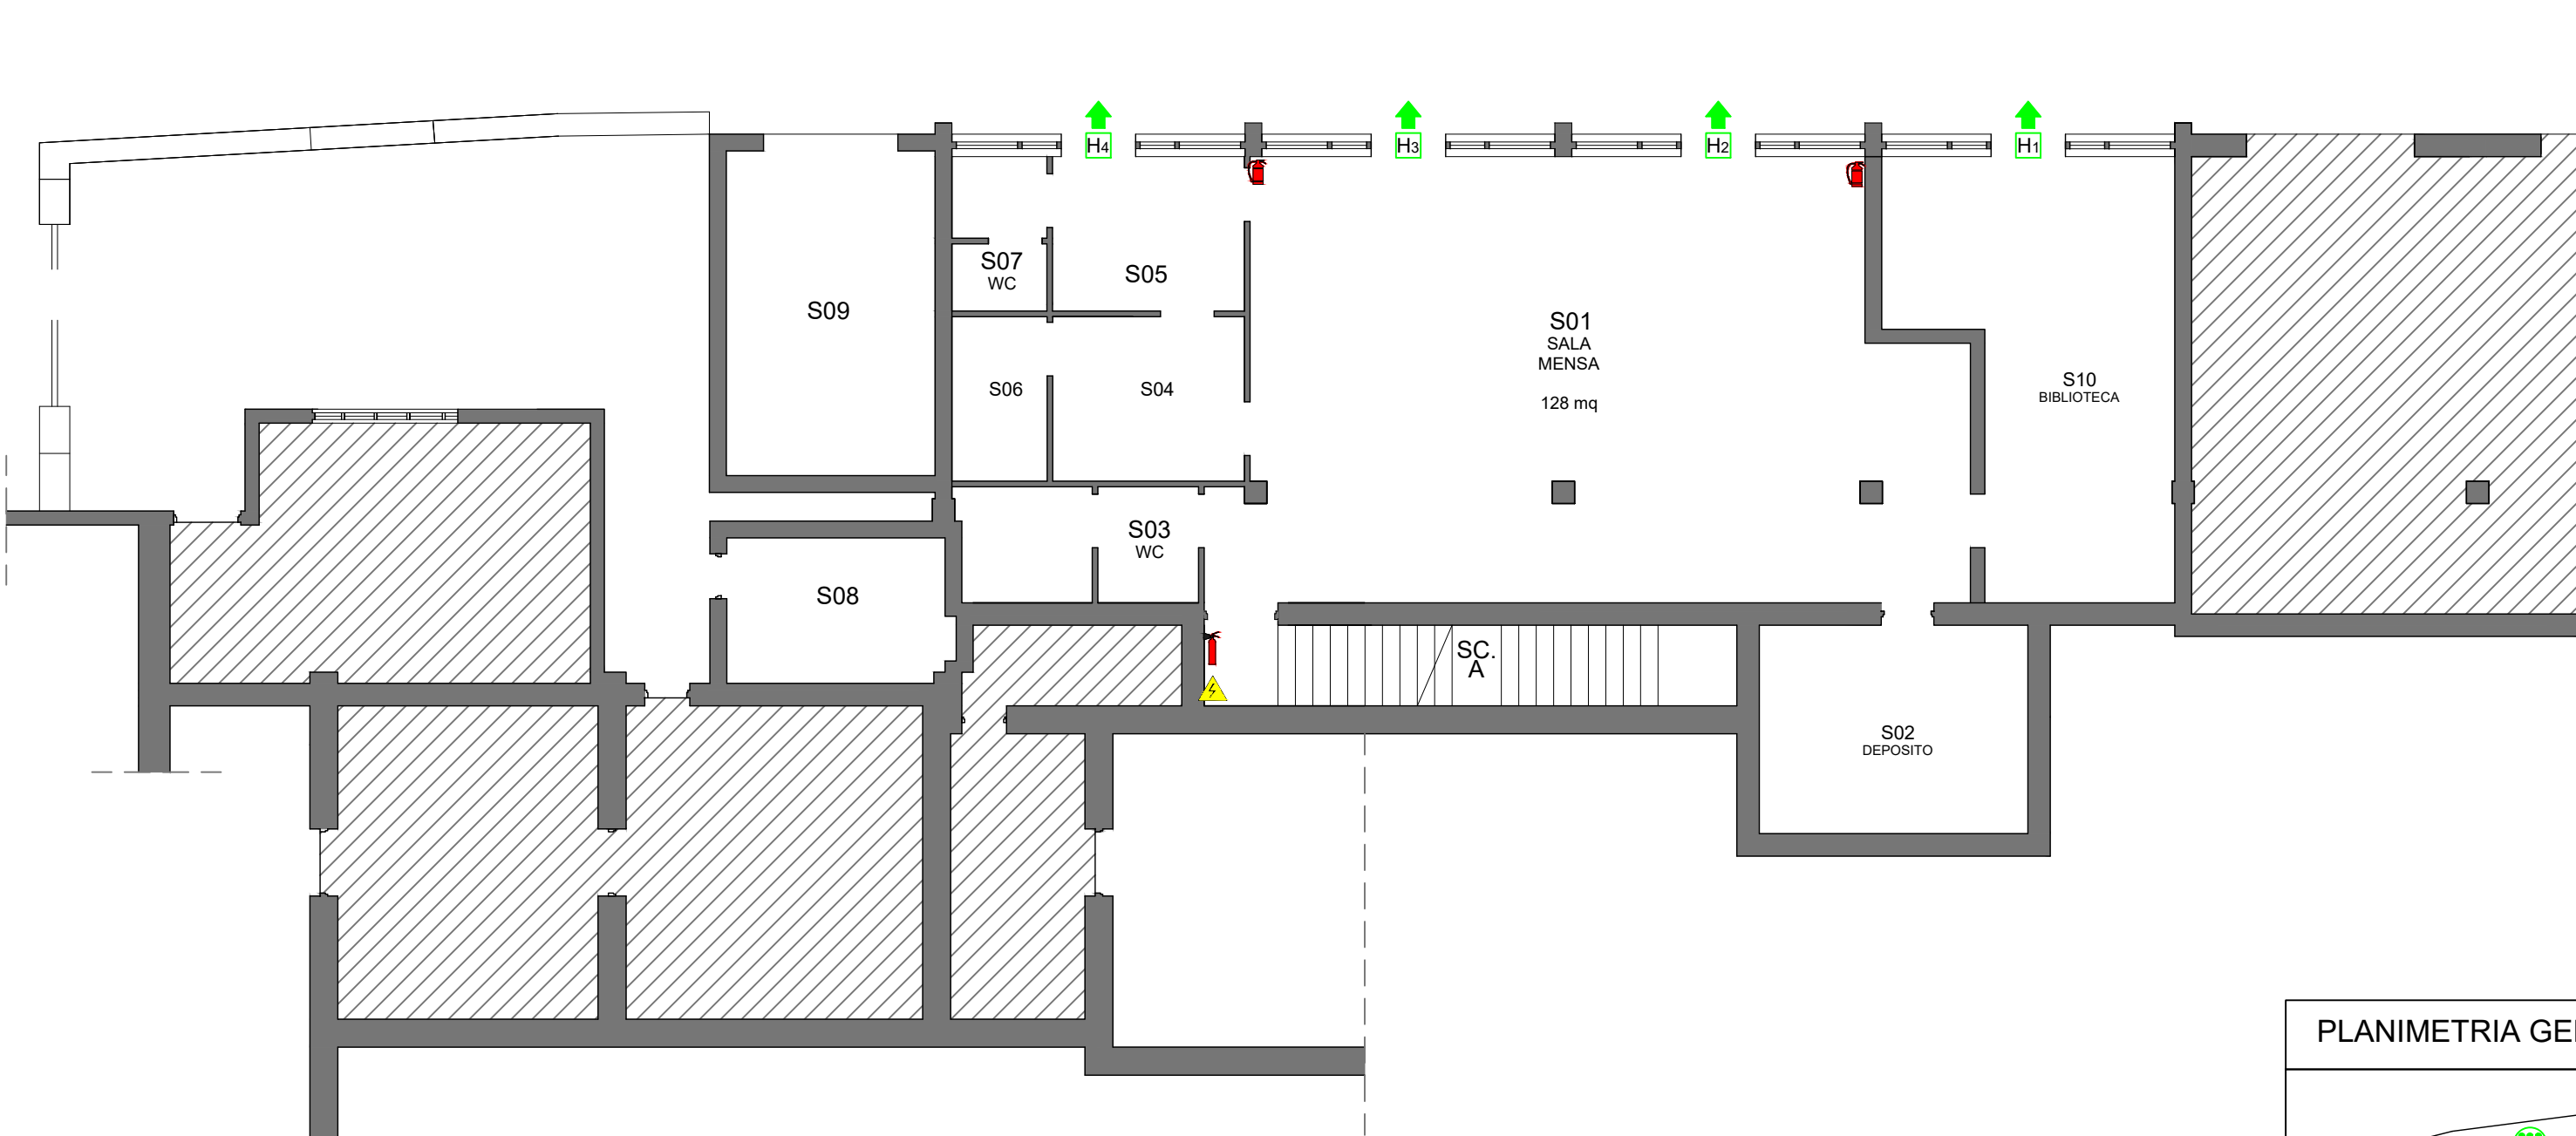 H4
H3
H2
H1
S07
WC
S05
S09
S01
SALA
MENSA
128 mq
S06
S04
S10
BIBLIOTECA
S03
WC
S08
SC.
A
S02
DEPOSITO
PLANIMETRIA